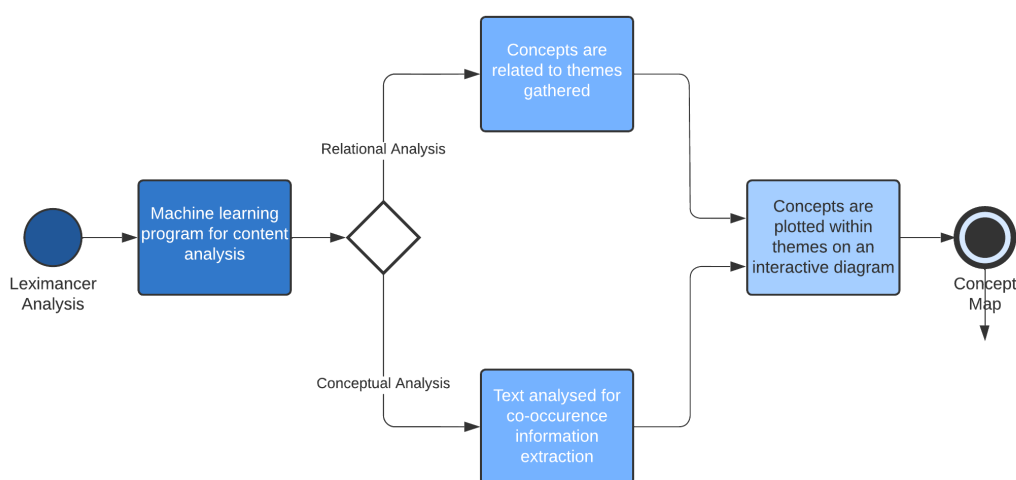 Concepts are
related to themes
gathered
Relational Analysis
Machine learning
program for content
analysis
Leximancer
Analysis
Concepts are
plotted within
themes on an
interactive diagram
Concept
Map
Conceptual Analysis
Text analysed for
co-occurence
information
extraction